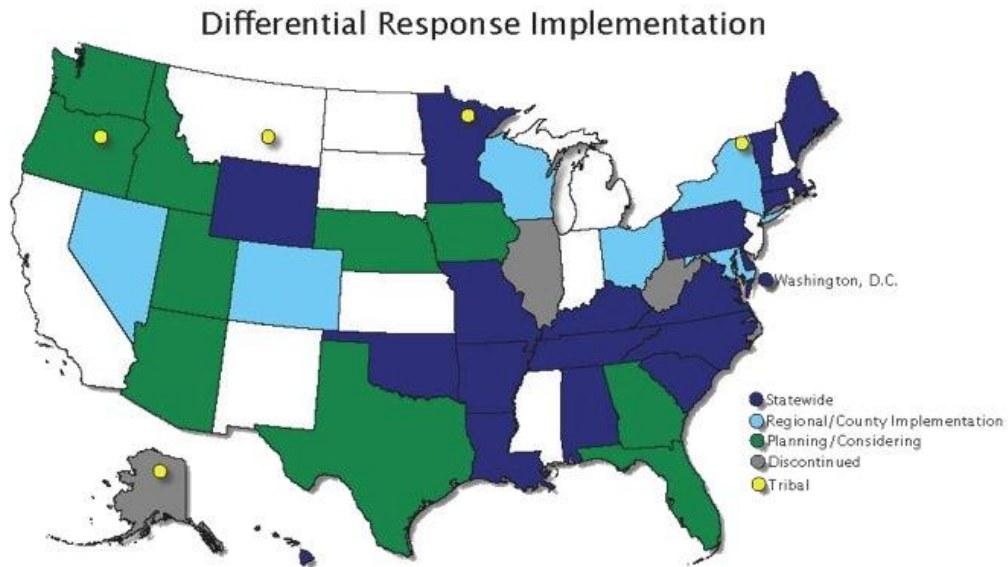 Differential Response Implementation
Washington, D.C.
Statewide
Regional/County Implementation
Planning/Considering
Discontinued
Tribal